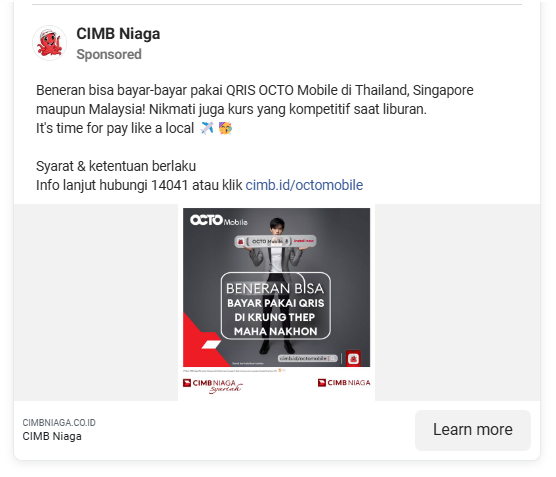 CIMB Niaga
Sponsored
Beneran bisa bayar-bayar pakai QRIS OCTO Mobile di Thailand, Singapore
maupun Malaysia! Nikmati juga kurs yang kompetitif saat liburan.
It's time for pay like a local ✈️
Syarat & ketentuan berlaku
Info lanjut hubungi 14041 atau klik cimb.id/octomobile
OCTO Mobile
OCTO Mobile
BENERAN BISA
BAYAR PAKAI QRIS
DI KRUNG THEP
MAHA NAKHON
cimb.id/octomobile
CIMB NIAGA
Syariah
CIMB NIAGA
CIMBNIAGA.CO.ID
CIMB Niaga
Learn more